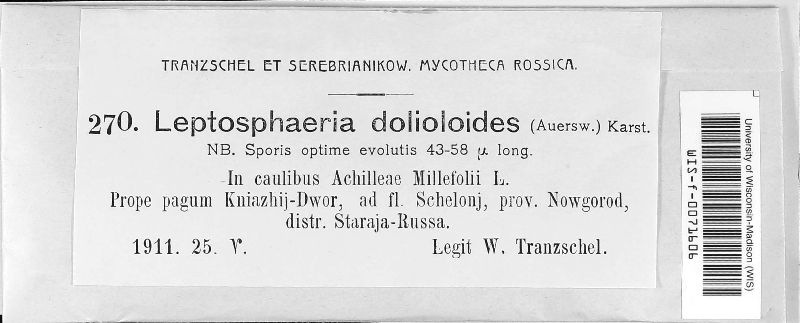 TRANZSCHEL ET SEREBRIANIKOW. MYCOTHECA ROSSICA.
270. Leptosphaeria dolioloides (Auersw.) Karst.
NB. Sporis optime evolutis 43-58 µ long.
In caulibus Achilleae Millefolii L.
Prope pagum Kniazhij-Dwor, ad fl. Schelonj, prov. Nowgorod,
distr. Staraja-Russa.
1911. 25. V.    Legit W. Tranzschel.
University of Wisconsin-Madison (WIS)
WIS-f-0071606